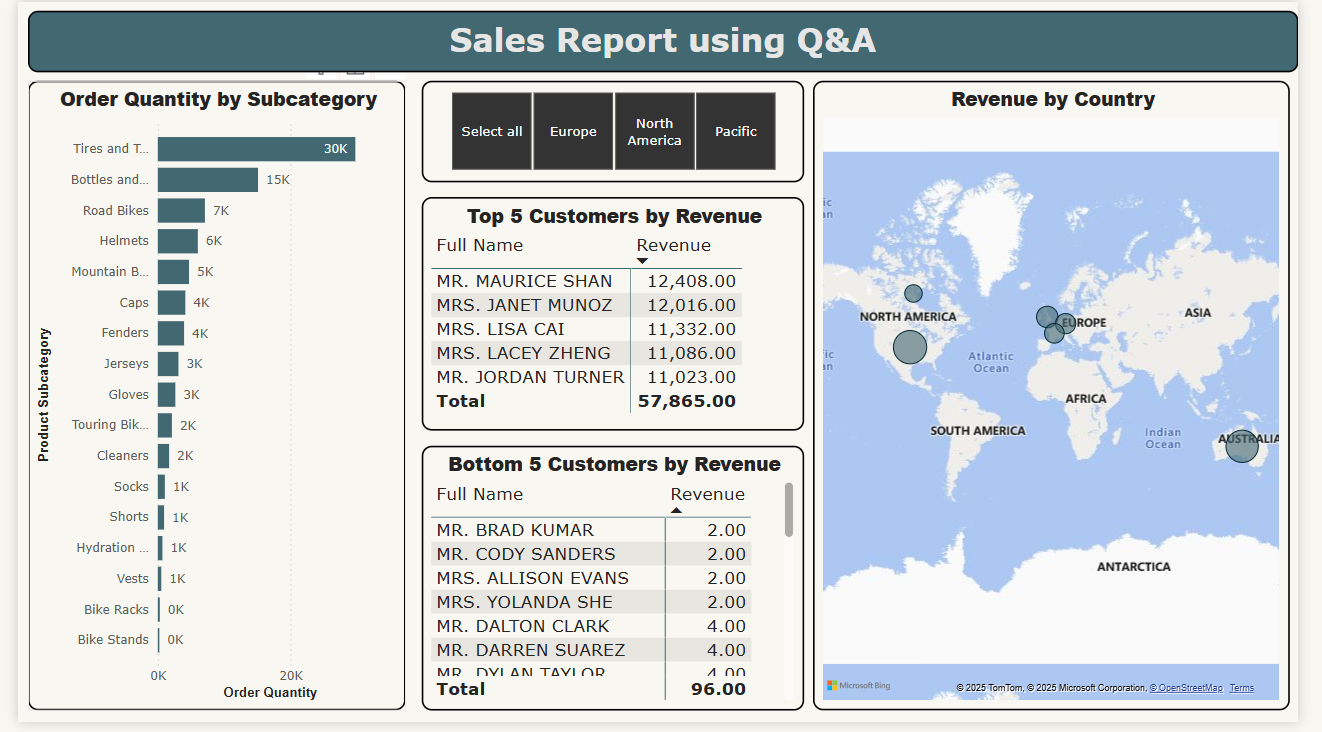 Sales Report using Q&A
Order Quantity by Subcategory
Product Subcategory
Tires and T... 30K
Bottles and... 15K
Road Bikes 7K
Helmets 6K
Mountain B... 5K
Caps 4K
Fenders 4K
Jerseys 3K
Gloves 3K
Touring Bik... 2K
Cleaners 2K
Socks 1K
Shorts 1K
Hydration ... 1K
Vests 1K
Bike Racks 0K
Bike Stands 0K
0K 20K
Order Quantity
Select all
Europe
North
America
Pacific
Top 5 Customers by Revenue
Full Name Revenue
MR. MAURICE SHAN 12,408.00
MRS. JANET MUNOZ 12,016.00
MRS. LISA CAI 11,332.00
MRS. LACEY ZHENG 11,086.00
MR. JORDAN TURNER 11,023.00
Total 57,865.00
Bottom 5 Customers by Revenue
Full Name Revenue
MR. BRAD KUMAR 2.00
MR. CODY SANDERS 2.00
MRS. ALLISON EVANS 2.00
MRS. YOLANDA SHE 2.00
MR. DALTON CLARK 4.00
MR. DARREN SUAREZ 4.00
MR. DYLAN TAYLOR 4.00
Total 96.00
Revenue by Country
ic
an
NORTH AMERICA
EUROPE
ASIA
ic
an
Atlantic
Ocean
AFRICA
SOUTH AMERICA
Indian
Ocean
AUSTRALIA
ANTARCTICA
Microsoft Bing
© 2025 TomTom, © 2025 Microsoft Corporation, © OpenStreetMap Terms